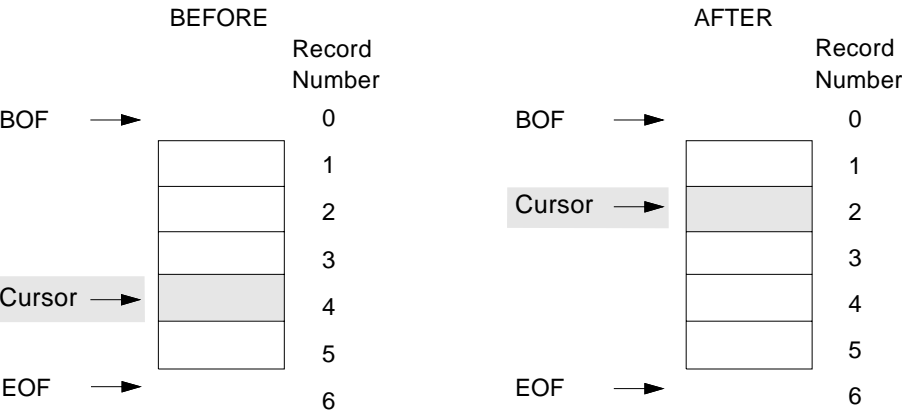 BEFORE
Record
Number
BOF
0
1
2
3
Cursor
4
5
EOF
6
AFTER
Record
Number
BOF
0
1
Cursor
2
3
4
5
EOF
6